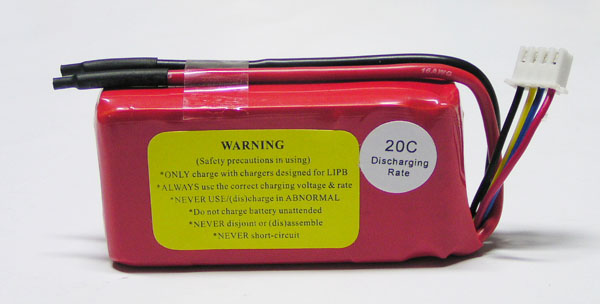 16AWG
WARNING
(Safety precautions in using)
*ONLY charge with chargers designed for LIPB
*ALWAYS use the correct charging voltage & rate
*NEVER USE/(dis)charge in ABNORMAL
*Do not charge battery unattended
*NEVER disjoint or (dis)assemble
*NEVER short-circuit
20C
Discharging
Rate